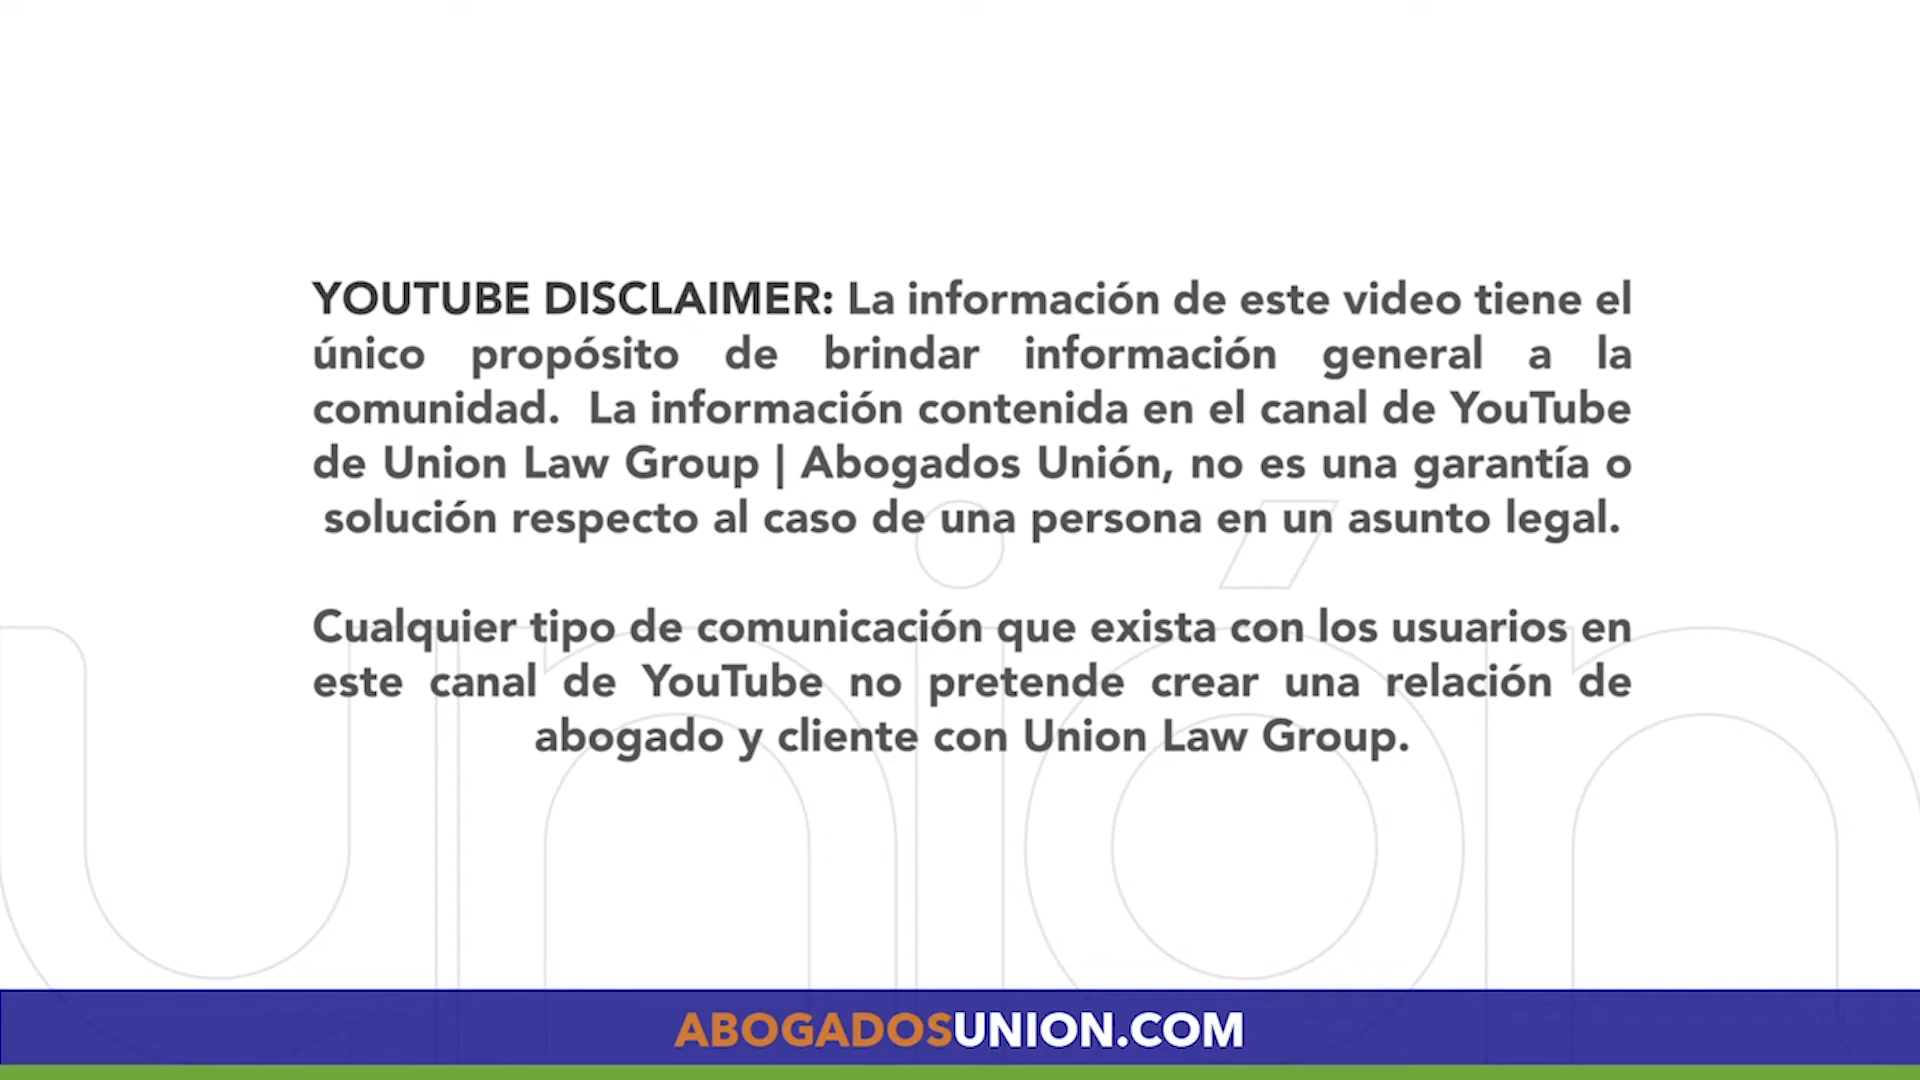 YOUTUBE DISCLAIMER: La información de este video tiene el
único propósito de brindar información general a la
comunidad. La información contenida en el canal de YouTube
de Union Law Group | Abogados Unión, no es una garantía o
solución respecto al caso de una persona en un asunto legal.
Cualquier tipo de comunicación que exista con los usuarios en
este canal de YouTube no pretende crear una relación de
abogado y cliente con Union Law Group.
unión
ABOGADOSUNION.COM